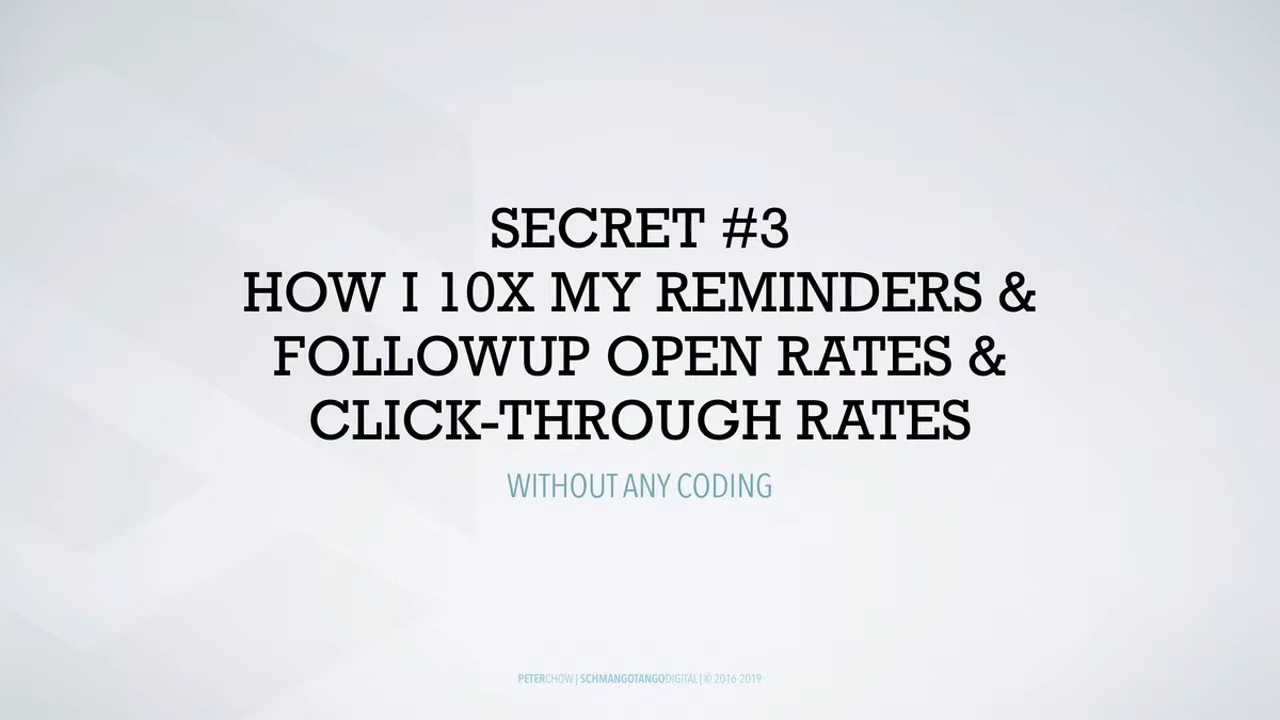 SECRET #3
HOW I 10X MY REMINDERS &
FOLLOWUP OPEN RATES &
CLICK-THROUGH RATES
WITHOUT ANY CODING
PETERCHOW | SCHMANGOTANGODIGITAL | © 2016-2019